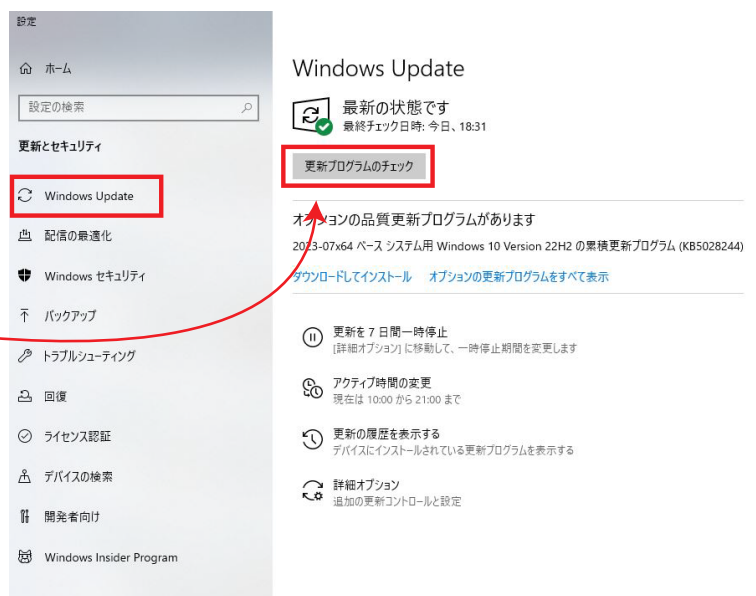 設定
ホーム
設定の検索
更新とセキュリティ
Windows Update
配信の最適化
Windows セキュリティ
バックアップ
トラブルシューティング
回復
ライセンス認証
デバイスの検索
開発者向け
Windows Insider Program
Windows Update
最新の状態です
最終チェック日時: 今日、18:31
更新プログラムのチェック
オプションの品質更新プログラムがあります
2023-07x64 ベース システム用 Windows 10 Version 22H2 の累積更新プログラム (KB5028244)
ダウンロードしてインストール オプションの更新プログラムをすべて表示
更新を 7 日間一時停止
[詳細オプション] に移動して、一時停止期間を変更します
アクティブ時間の変更
現在は 10:00 から 21:00 まで
更新の履歴を表示する
デバイスにインストールされている更新プログラムを表示する
詳細オプション
追加の更新コントロールと設定